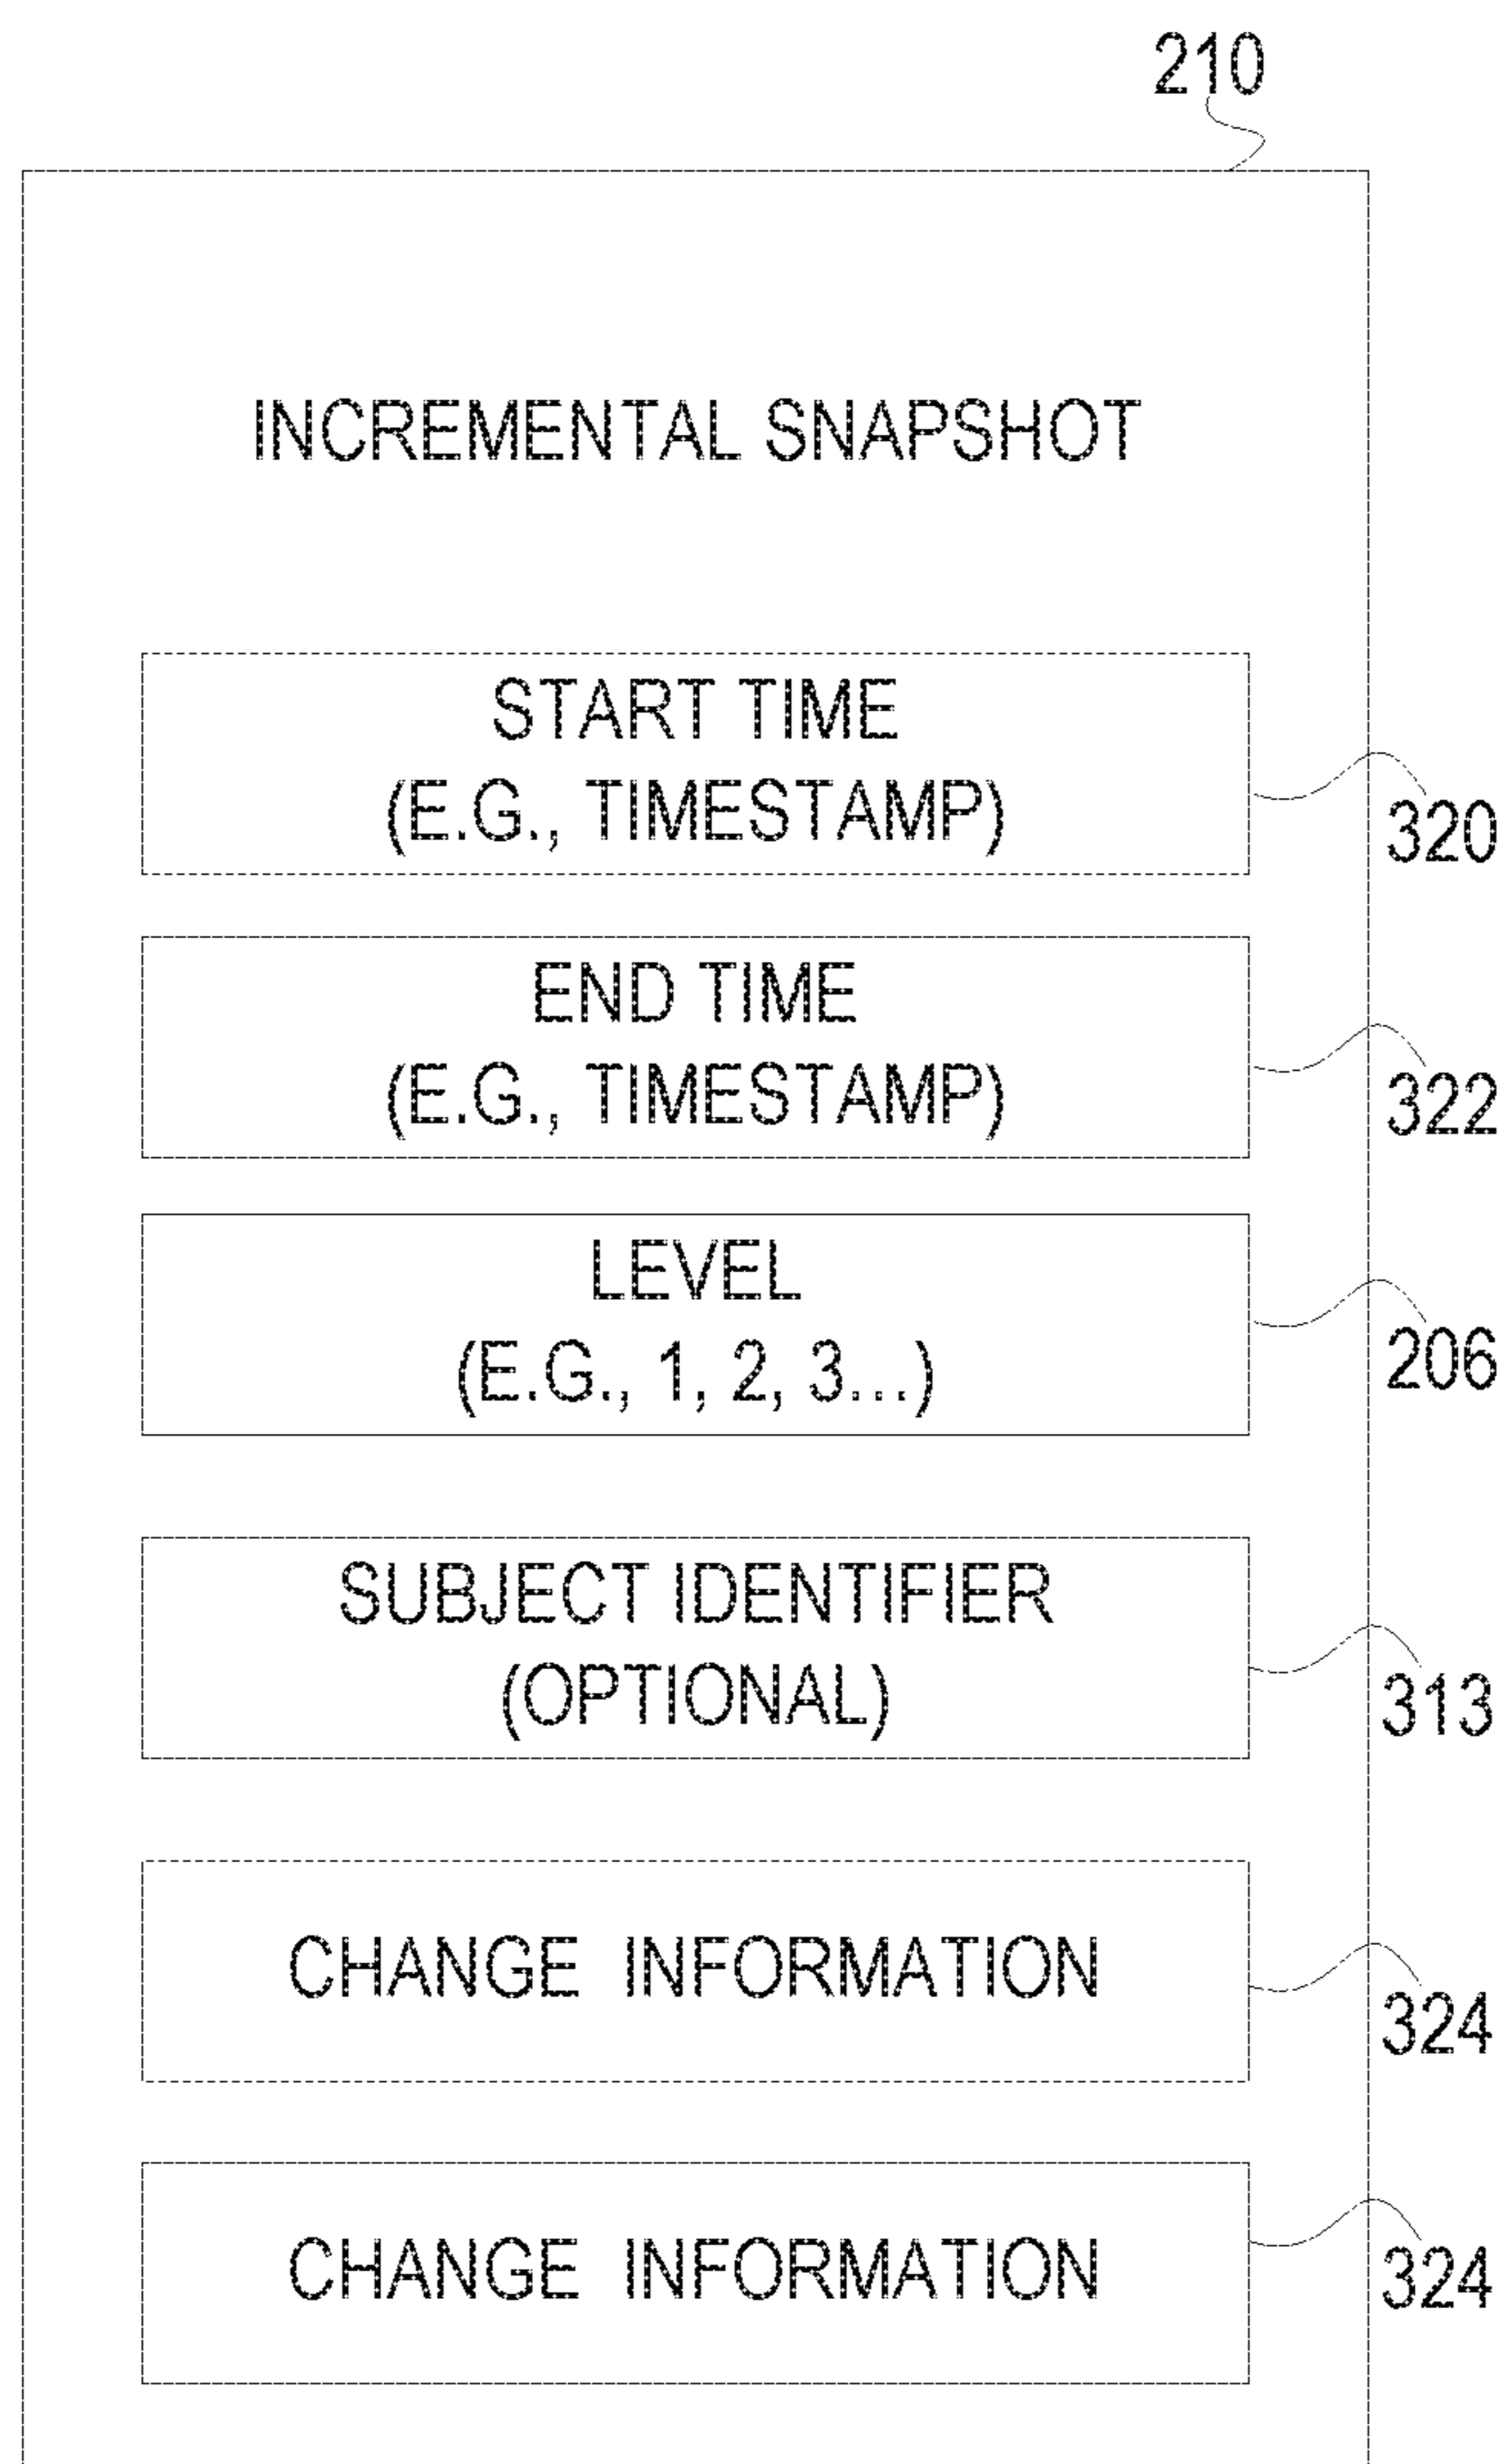 210
INCREMENTAL SNAPSHOT
START TIME
(E.G., TIMESTAMP)
320
END TIME
(E.G., TIMESTAMP)
322
LEVEL
(E.G., 1, 2, 3...)
206
SUBJECT IDENTIFIER
(OPTIONAL)
313
CHANGE INFORMATION
324
CHANGE INFORMATION
324